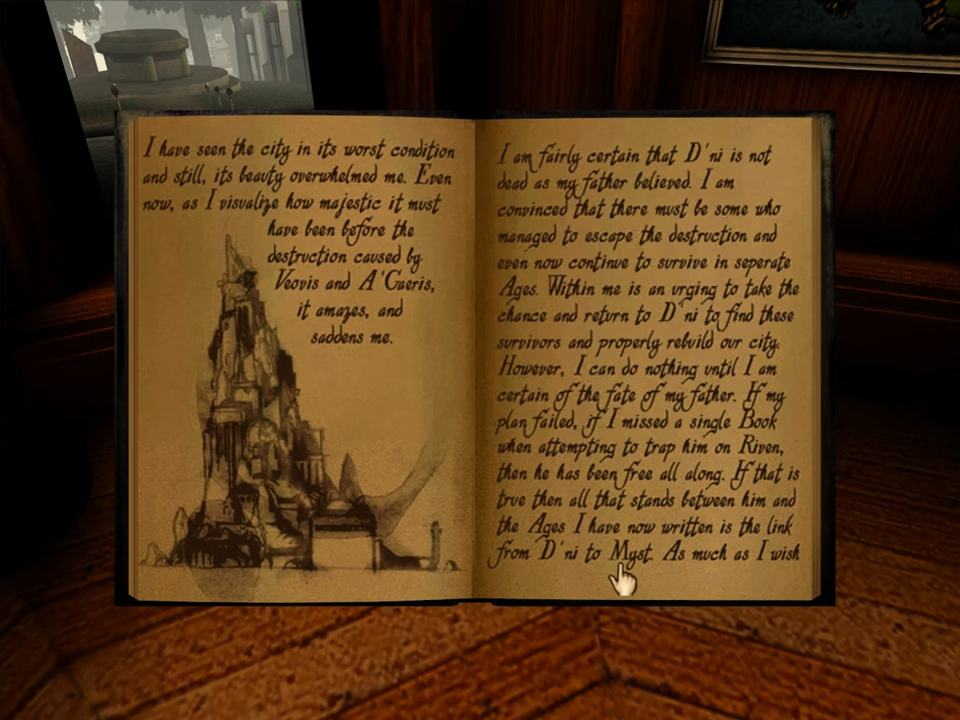 I have seen the city in its worst condition
and still, its beauty overwhelmed me. Even
now, as I visualize how majestic it must
have been before the
destruction caused by
Veovis and A'Gaeris,
it amazes, and
saddens me.
I am fairly certain that D'ni is not
dead as my father believed. I am
convinced that there must be some who
managed to escape the destruction and
even now continue to survive in seperate
Ages. Within me is an urging to take the
chance and return to D'ni to find these
survivors and properly rebuild our city.
However, I can do nothing until I am
certain of the fate of my father. If my
plan failed, if I missed a single Book
when attempting to trap him on Riven,
then he has been free all along. If that is
true then all that stands between him and
the Ages I have now written is the link
from D'ni to Myst. As much as I wish